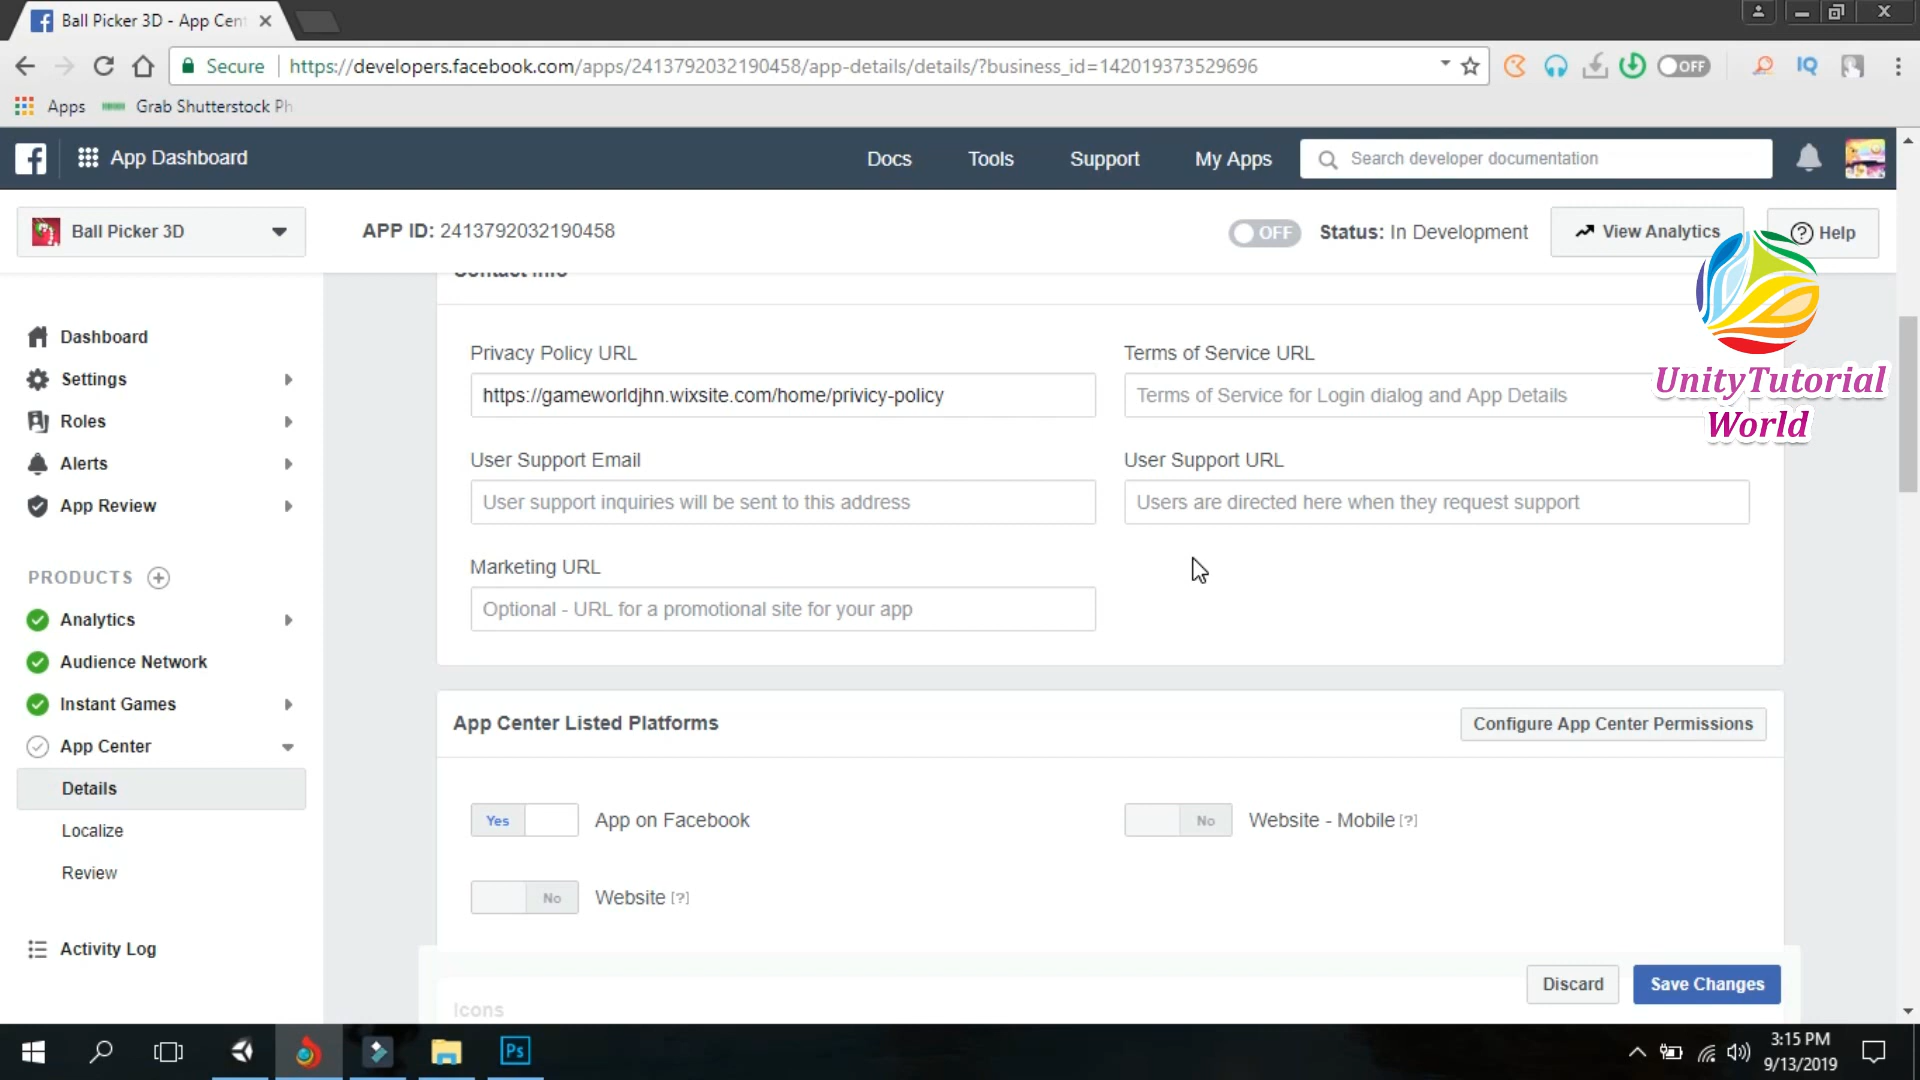 Ball Picker 3D - App Cen
Secure
https://developers.facebook.com/apps/2413792032190458/app-details/details/?business_id=142019373529696
OFF
IQ
Apps
Grab Shutterstock Ph
App Dashboard
Docs
Tools
Support
My Apps
Search developer documentation
Ball Picker 3D
APP ID: 2413792032190458
OFF
Status: In Development
View Analytics
Help
Contact Info
Dashboard
Settings
Roles
Alerts
App Review
PRODUCTS
Analytics
Audience Network
Instant Games
App Center
Details
Localize
Review
Activity Log
Privacy Policy URL
https://gameworldjhn.wixsite.com/home/privicy-policy
Terms of Service URL
Terms of Service for Login dialog and App Details
User Support Email
User support inquiries will be sent to this address
User Support URL
Users are directed here when they request support
Marketing URL
Optional - URL for a promotional site for your app
UnityTutorial
World
App Center Listed Platforms
Configure App Center Permissions
Yes
App on Facebook
No
Website - Mobile [?]
No
Website [?]
Icons
Discard
Save Changes
Ps
3:15 PM
9/13/2019